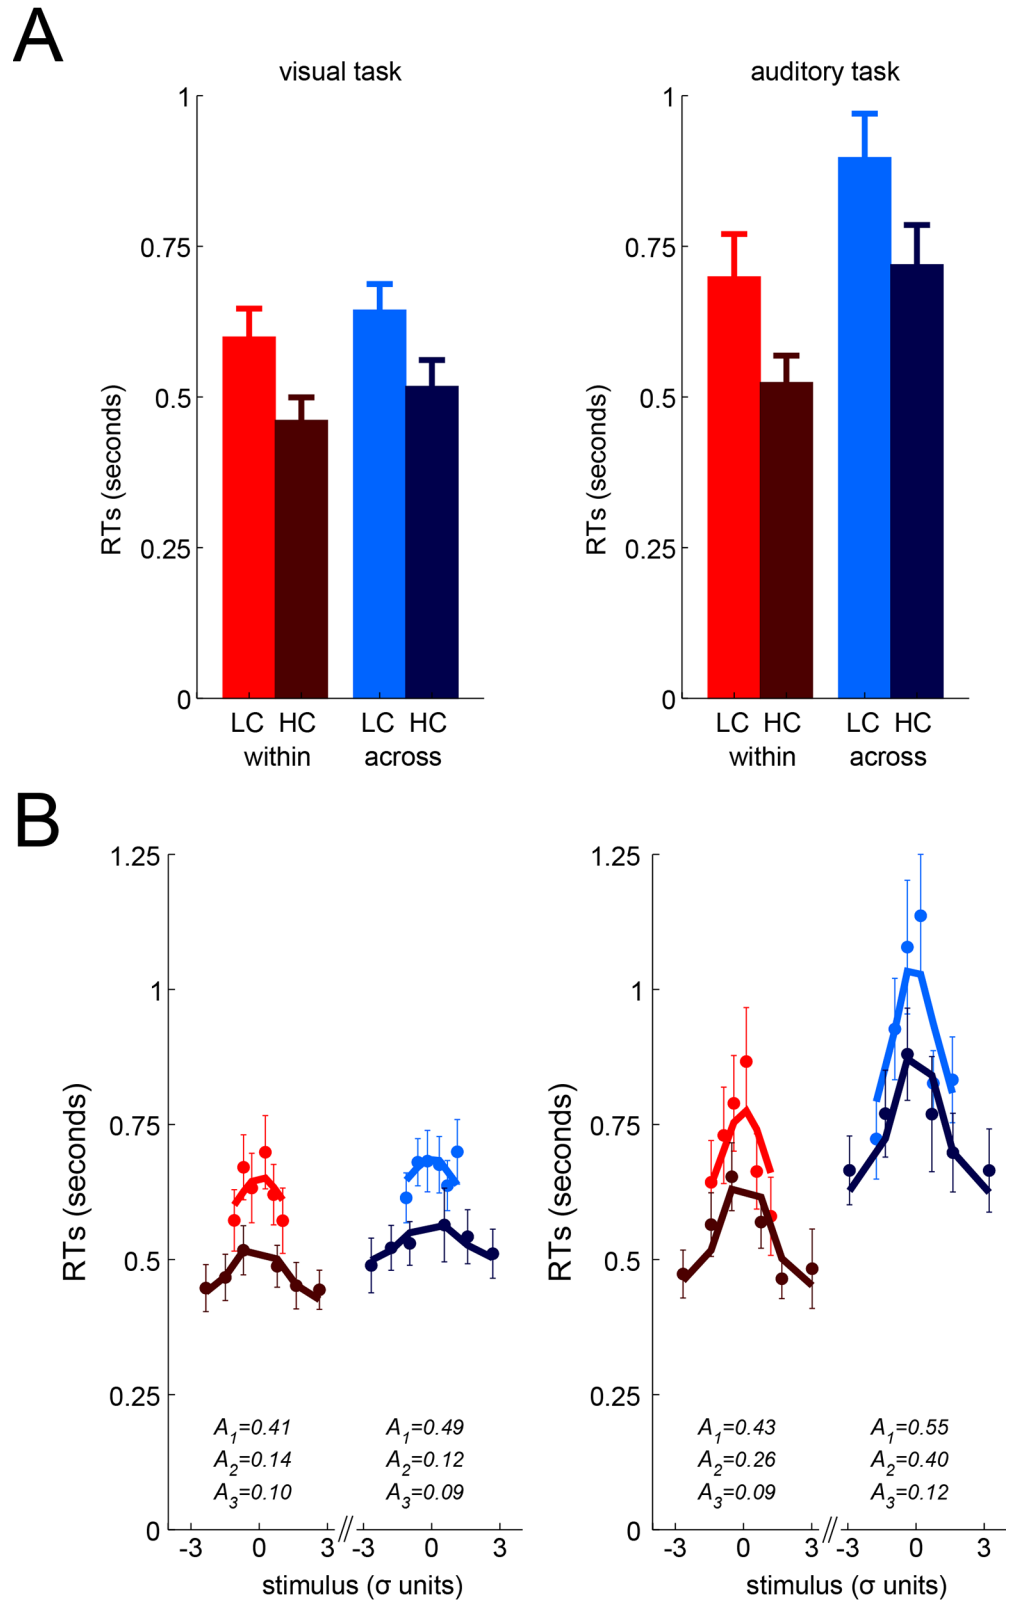 A
visual task
auditory task
1
0.75
0.5
0.25
0
RTs (seconds)
LC HC LC HC
within across
1
0.75
0.5
0.25
0
RTs (seconds)
LC HC LC HC
within across
B
1.25
1
0.75
0.5
0.25
0
RTs (seconds)
A1=0.41
A2=0.14
A3=0.10
A1=0.49
A2=0.12
A3=0.09
-3 0 3 // -3 0 3
stimulus (σ units)
1.25
1
0.75
0.5
0.25
0
RTs (seconds)
A1=0.43
A2=0.26
A3=0.09
A1=0.55
A2=0.40
A3=0.12
-3 0 3 // -3 0 3
stimulus (σ units)